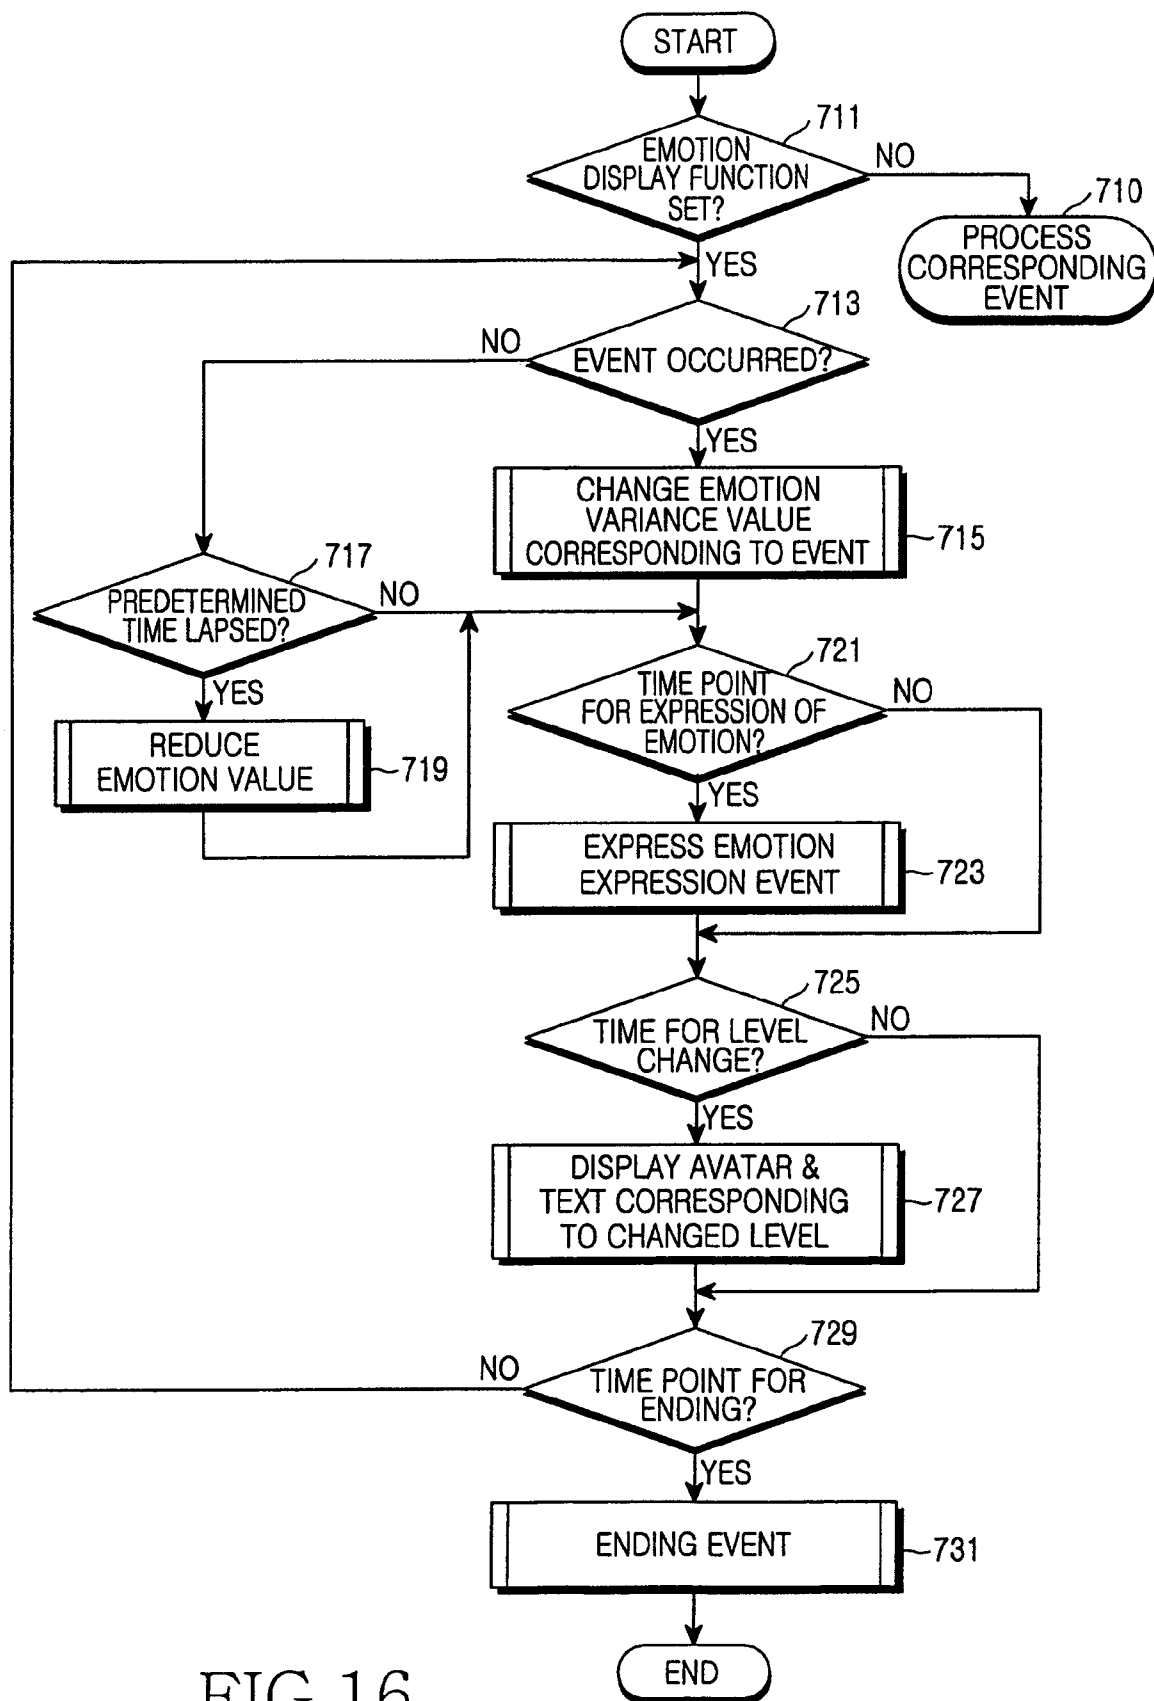 START
711
EMOTION
DISPLAY FUNCTION
SET?
NO
710
PROCESS
CORRESPONDING
EVENT
YES
713
NO
EVENT OCCURRED?
YES
CHANGE EMOTION
VARIANCE VALUE
CORRESPONDING TO EVENT
715
717
PREDETERMINED
TIME LAPSED?
NO
YES
REDUCE
EMOTION VALUE
719
721
TIME POINT
FOR EXPRESSION OF
EMOTION?
NO
YES
EXPRESS EMOTION
EXPRESSION EVENT
723
725
TIME FOR LEVEL
CHANGE?
NO
YES
DISPLAY AVATAR &
TEXT CORRESPONDING
TO CHANGED LEVEL
727
729
NO
TIME POINT FOR
ENDING?
YES
ENDING EVENT
731
END
FIG.16